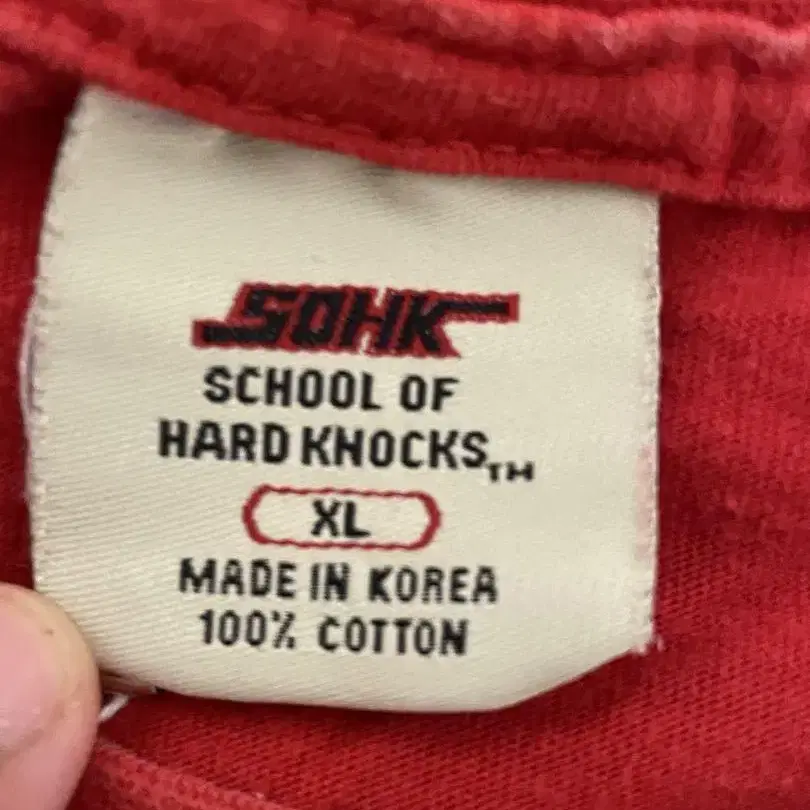 SOHK
SCHOOL OF
HARD KNOCKS TM
XL
MADE IN KOREA
100% COTTON